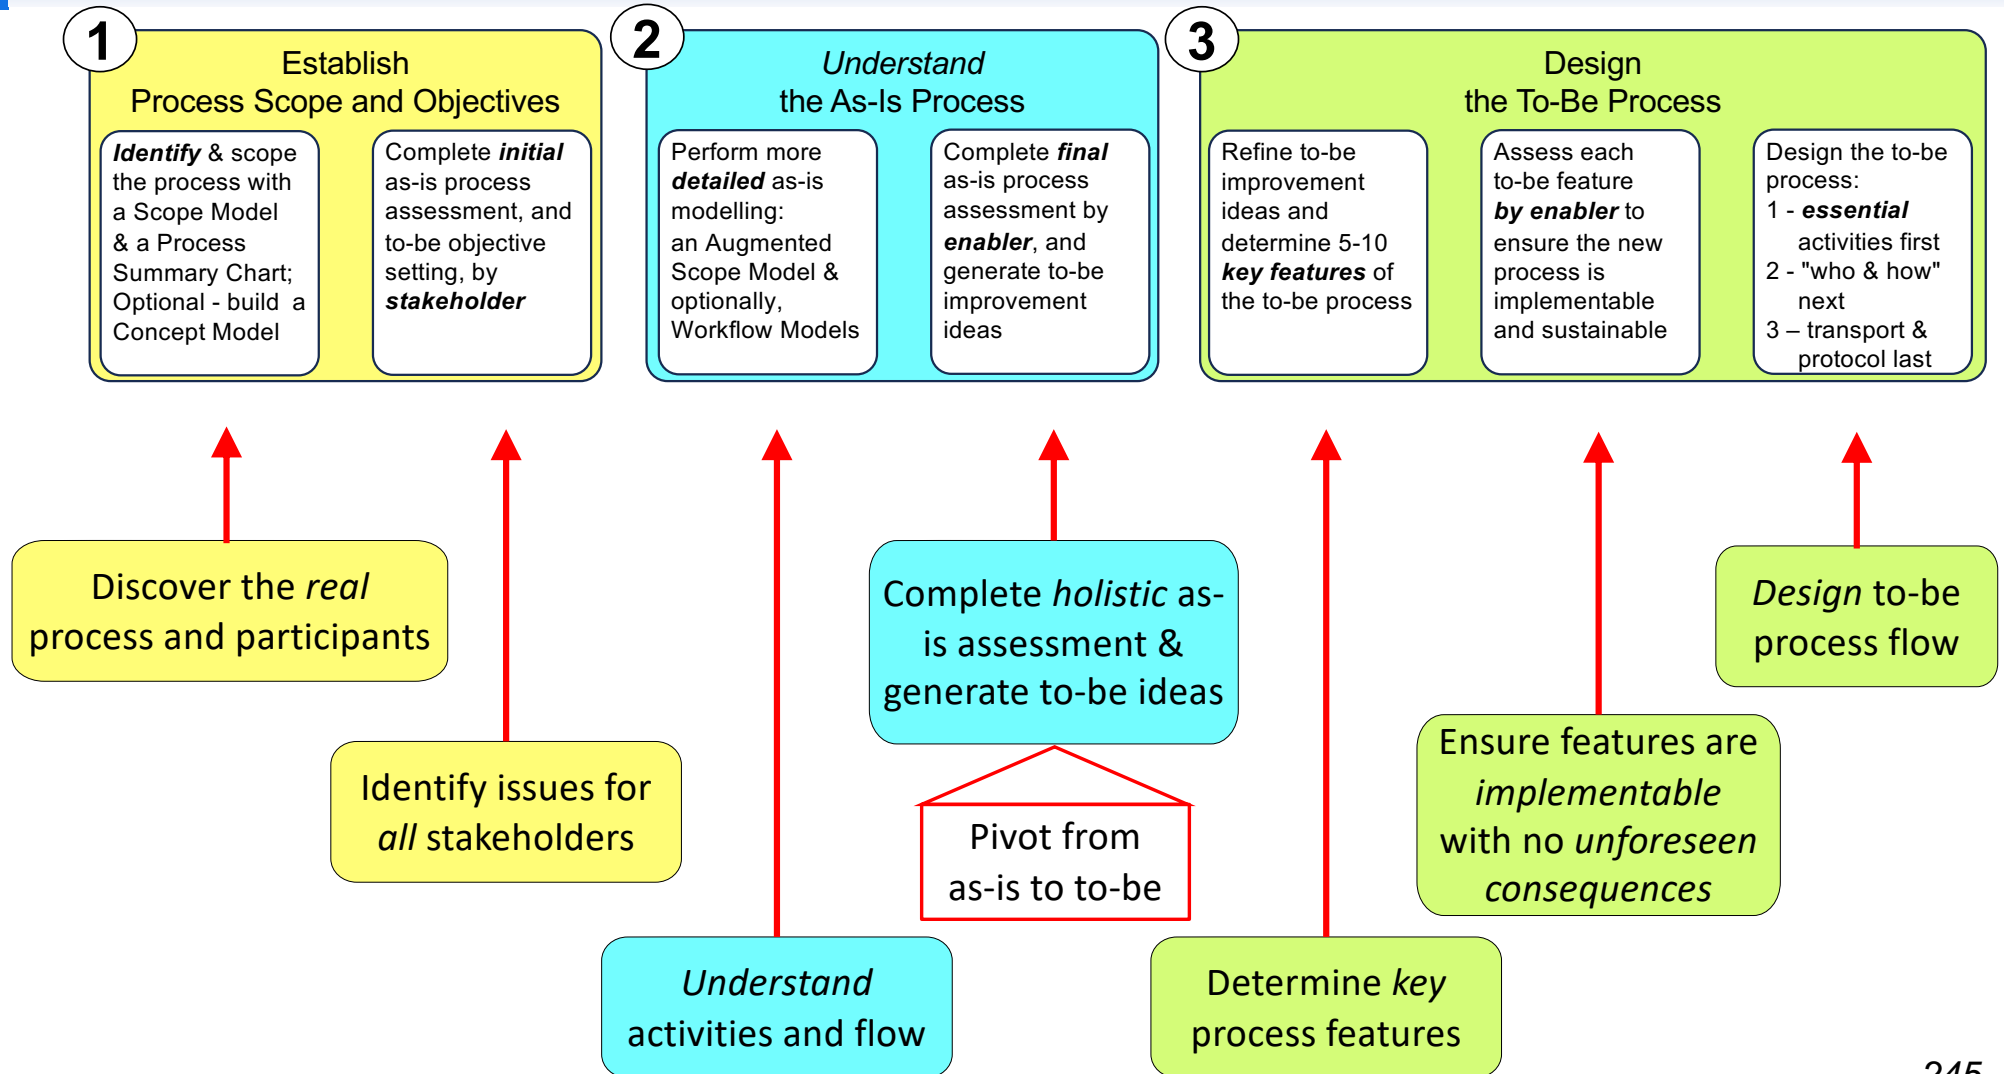 1
Establish
Process Scope and Objectives
Identify & scope
the process with
a Scope Model
& a Process
Summary Chart;
Optional - build a
Concept Model
Complete initial
as-is process
assessment, and
to-be objective
setting, by
stakeholder
2
Understand
the As-Is Process
Perform more
detailed as-is
modelling:
an Augmented
Scope Model &
optionally,
Workflow Models
Complete final
as-is process
assessment by
enabler, and
generate to-be
improvement
ideas
3
Design
the To-Be Process
Refine to-be
improvement
ideas and
determine 5-10
key features of
the to-be process
Assess each
to-be feature
by enabler to
ensure the new
process is
implementable
and sustainable
Design the to-be
process:
1 - essential
activities first
2 - "who & how"
next
3 – transport &
protocol last
Discover the real
process and participants
Identify issues for
all stakeholders
Understand
activities and flow
Complete holistic as-
is assessment &
generate to-be ideas
Pivot from
as-is to to-be
Determine key
process features
Ensure features are
implementable
with no unforeseen
consequences
Design to-be
process flow
245